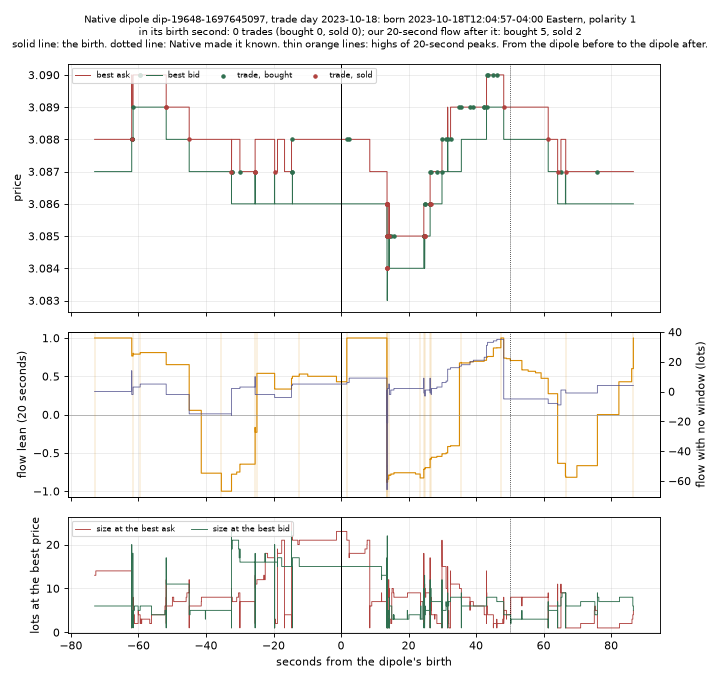 Native dipole dip-19648-1697645097, trade day 2023-10-18: born 2023-10-18T12:04:57-04:00 Eastern, polarity 1
in its birth second: 0 trades (bought 0, sold 0); our 20-second flow after it: bought 5, sold 2
solid line: the birth. dotted line: Native made it known. thin orange lines: highs of 20-second peaks. From the dipole before to the dipole after.
best ask best bid trade, bought trade, sold
3.090
3.089
3.088
3.087
3.086
3.085
3.084
3.083
price
1.0
0.5
0.0
−0.5
−1.0
flow lean (20 seconds)
40
20
0
−20
−40
−60
flow with no window (lots)
size at the best ask size at the best bid
20
10
0
lots at the best price
−80 −60 −40 −20 0 20 40 60 80
seconds from the dipole's birth